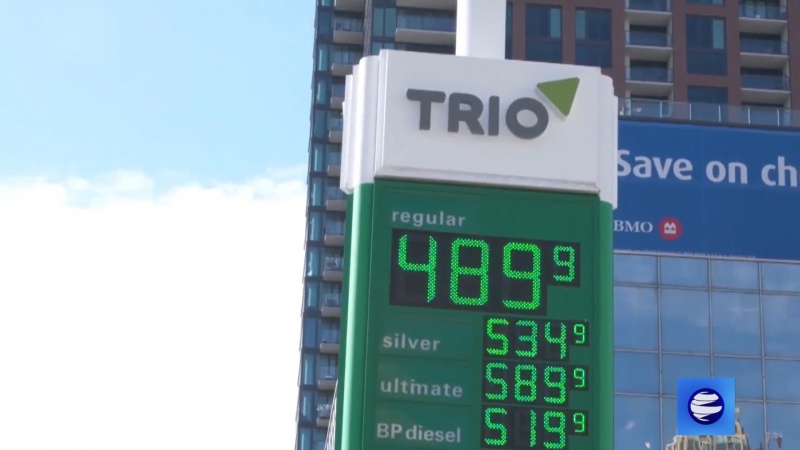 TRIO
Save on ch
BMO
regular
489 9
silver 534 9
ultimate 589 9
BP diesel 519 9